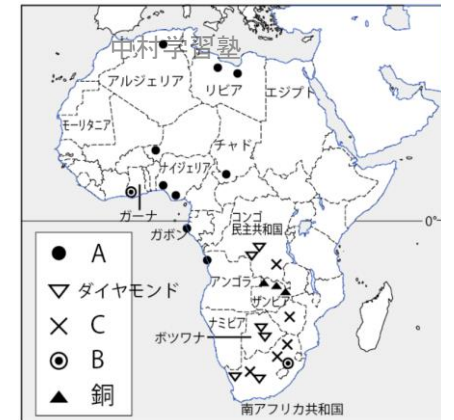 中村学習塾
アルジェリア
リビア
エジプト
モーリタニア
チャド
ナイジェリア
ガーナ
コンゴ
民主共和国
0°
ガボン
アンゴラ
ザンビア
ナミビア
ボツワナ
南アフリカ共和国
A
ダイヤモンド
C
B
銅